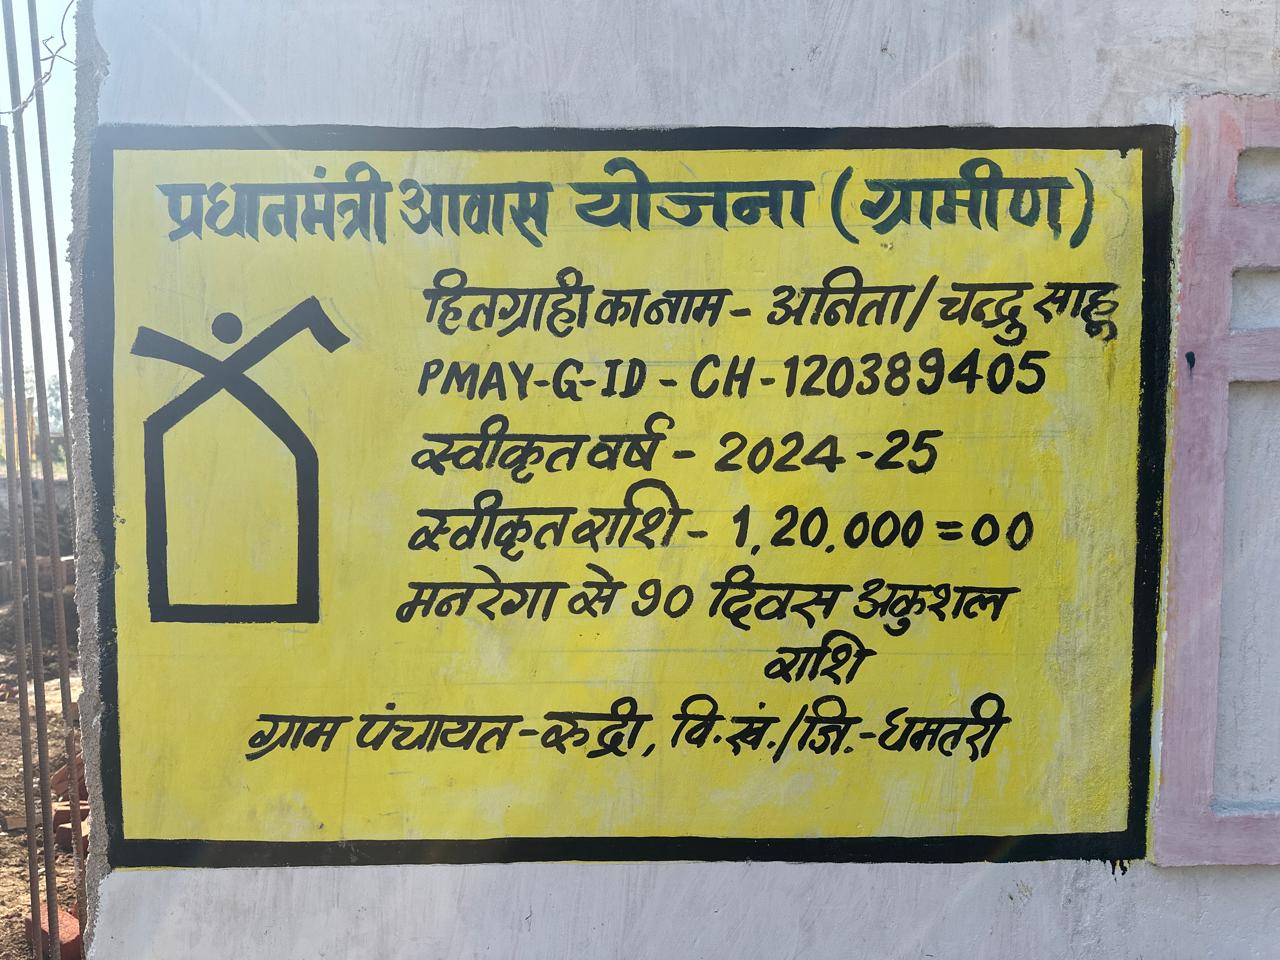 प्रधानमंत्री आवास योजना (ग्रामीण)
हितग्राही का नाम - अनिता / चन्द्रु साहू
PMAY-G-ID - CH-120389405
स्वीकृत वर्ष - 2024-25
स्वीकृत राशि - 1,20,000=00
मनरेगा से 90 दिवस अकुशल
राशि
ग्राम पंचायत - रुद्री, वि.खं./जि.- धमतरी